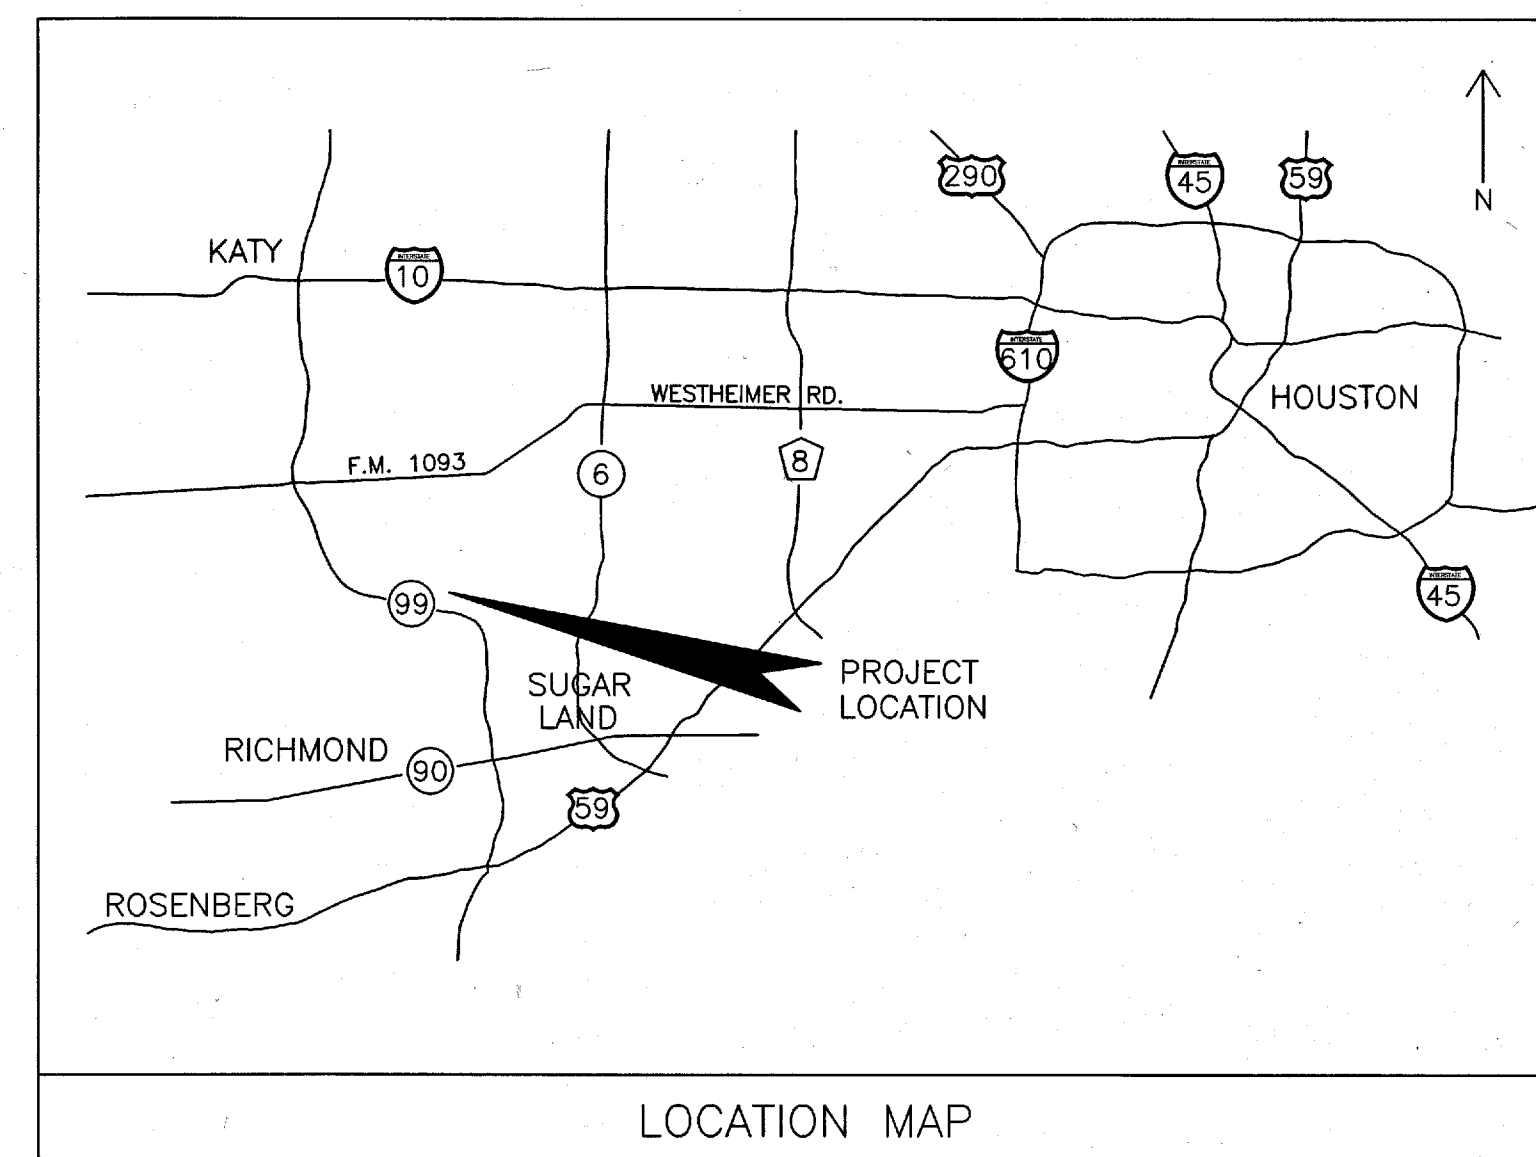 290
INTERSTATE
45
59
N
KATY
INTERSTATE
10
INTERSTATE
610
WESTHEIMER RD.
HOUSTON
F.M. 1093
6
8
99
INTERSTATE
45
PROJECT
LOCATION
SUGAR
LAND
RICHMOND
90
59
ROSENBERG
LOCATION MAP